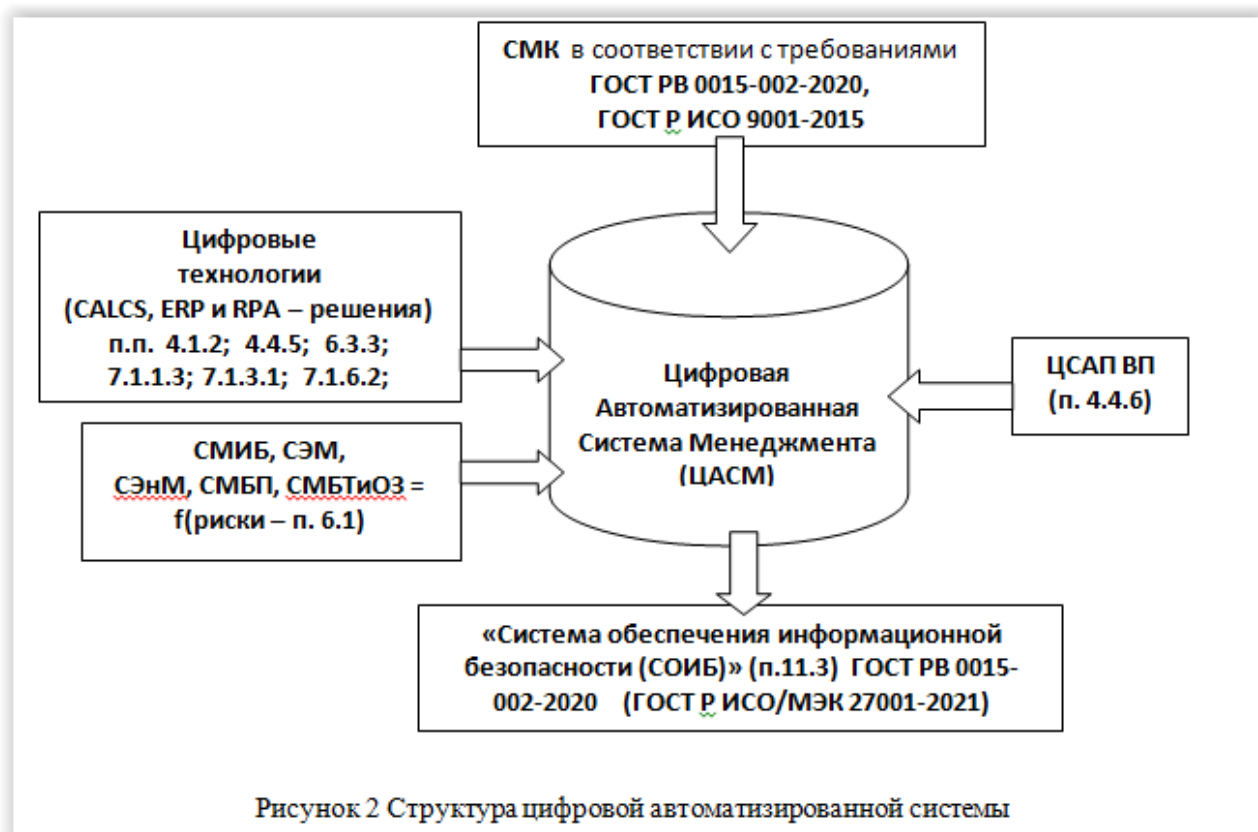 СМК в соответствии с требованиями
ГОСТ РВ 0015-002-2020,
ГОСТ Р ИСО 9001-2015
Цифровые
технологии
(CALCS, ERP и RPA – решения)
п.п. 4.1.2; 4.4.5; 6.3.3;
7.1.1.3; 7.1.3.1; 7.1.6.2;
СМИБ, СЭМ,
СЭнМ, СМБП, СМБТиОЗ =
f(риски – п. 6.1)
Цифровая
Автоматизированная
Система Менеджмента
(ЦАСМ)
ЦСАП ВП
(п. 4.4.6)
«Система обеспечения информационной
безопасности (СОИБ)» (п.11.3) ГОСТ РВ 0015-
002-2020 (ГОСТ Р ИСО/МЭК 27001-2021)
Рисунок 2 Структура цифровой автоматизированной системы